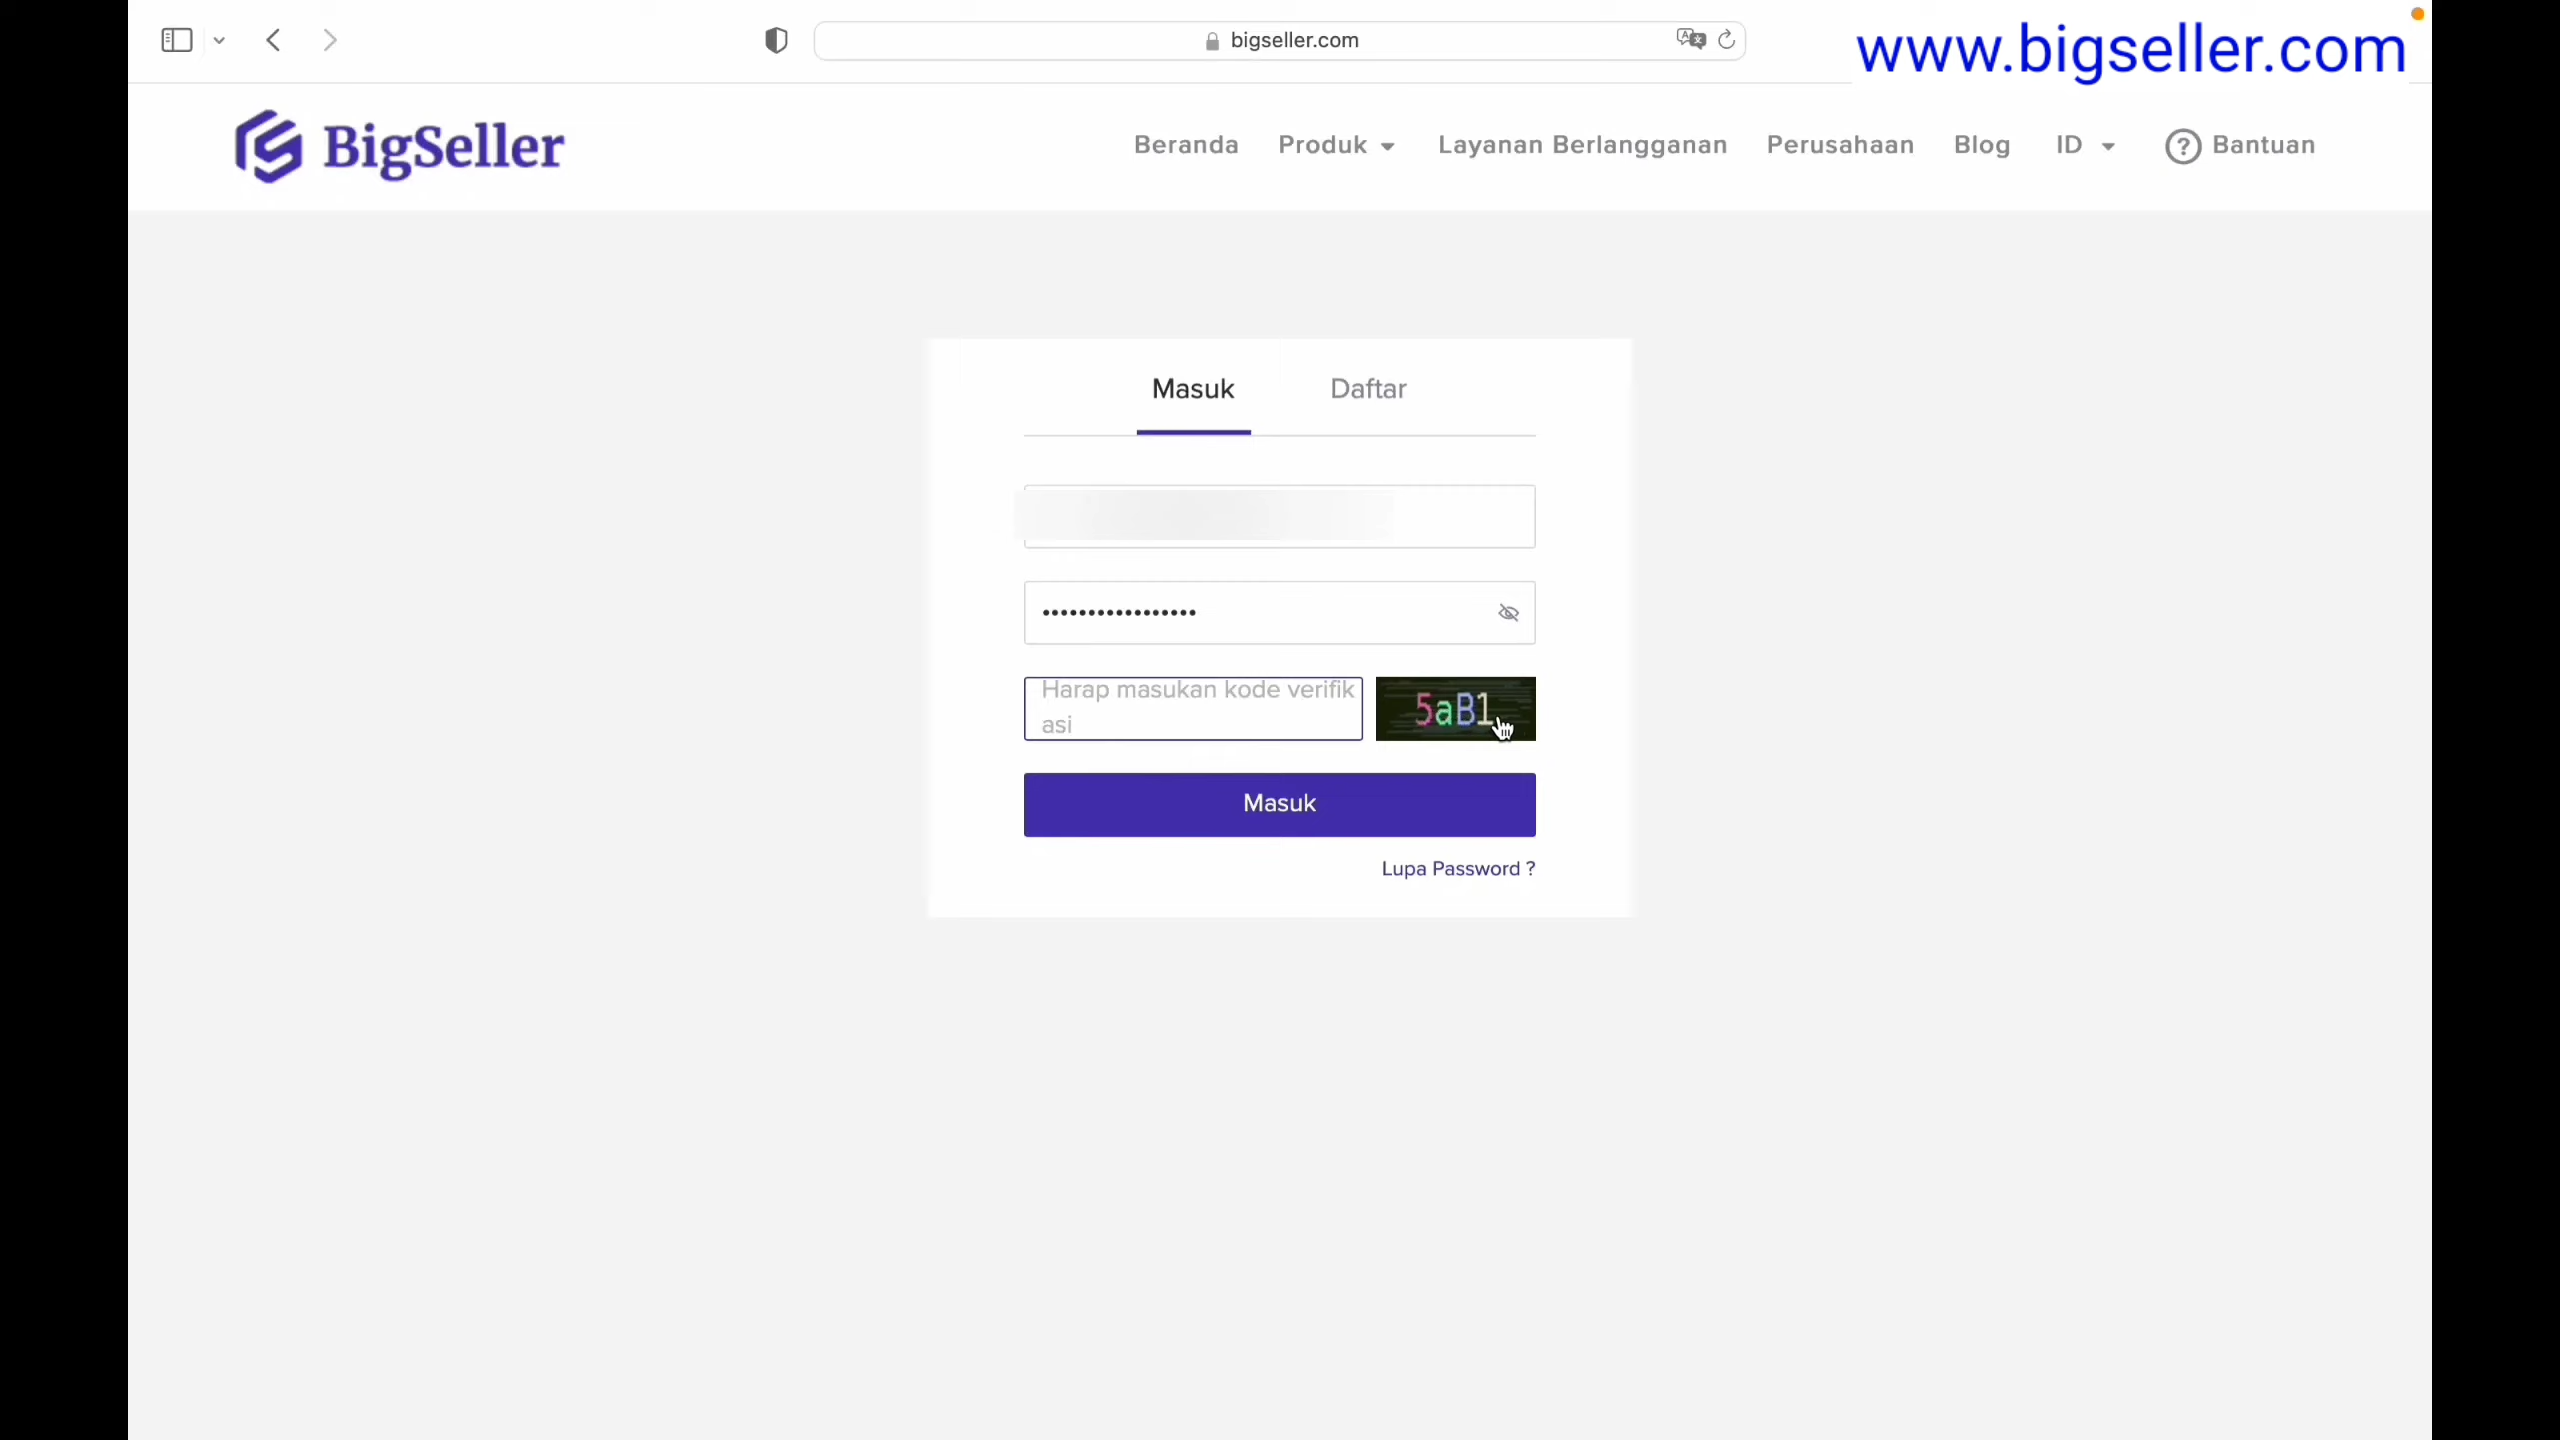 bigseller.com
www.bigseller.com
BigSeller
Beranda Produk Layanan Berlangganan Perusahaan Blog ID ? Bantuan
Masuk Daftar
••••••••••••••••••
Harap masukan kode verifik
asi
5aB1
Masuk
Lupa Password ?